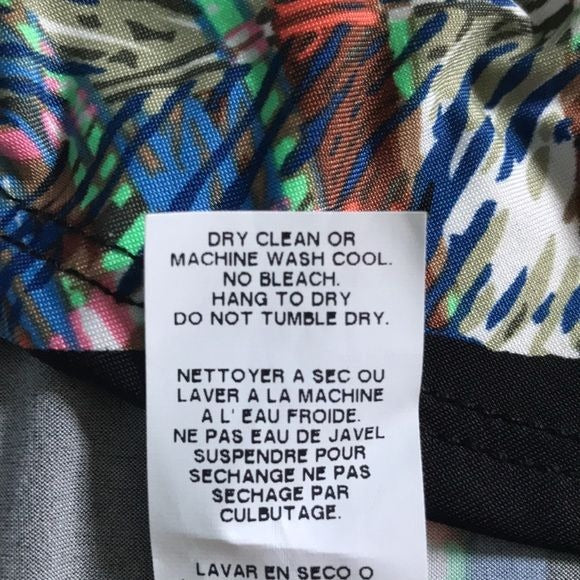 DRY CLEAN OR
MACHINE WASH COOL.
NO BLEACH.
HANG TO DRY
DO NOT TUMBLE DRY.
NETTOYER A SEC OU
LAVER A LA MACHINE
A L' EAU FROIDE.
NE PAS EAU DE JAVEL
SUSPENDRE POUR
SECHANGE NE PAS
SECHAGE PAR
CULBUTAGE.
LAVAR EN SECO O